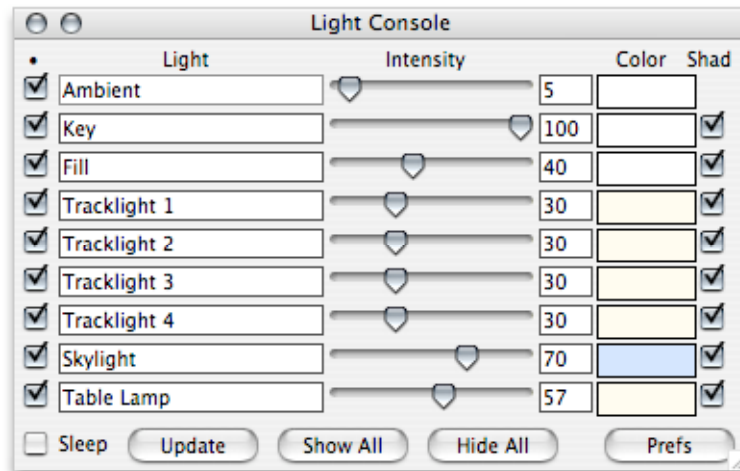 Light Console
• Light Intensity Color Shad
Ambient 5
Key 100
Fill 40
Tracklight 1 30
Tracklight 2 30
Tracklight 3 30
Tracklight 4 30
Skylight 70
Table Lamp 57
Sleep Update Show All Hide All Prefs